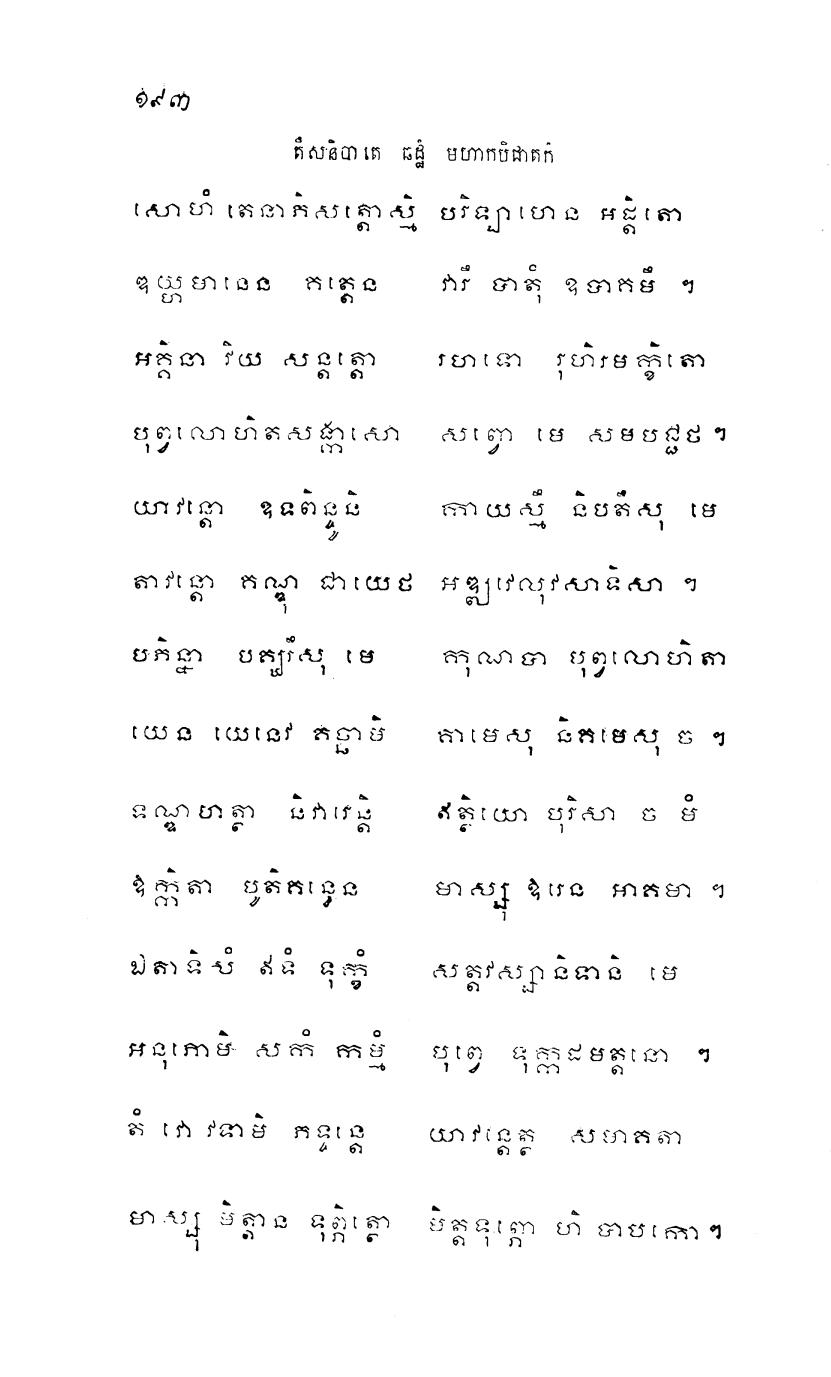 ១៩៣
តឹសនិបាតេ ឆដ្ឋំ មហាកបិជាតកំ
សោហំ តេនាភិសត្តោស្មិ បរិឡាហេន អដ្ដិតោ
ឌយ្ហមានេន គត្តេន វារឹ បាតុំ ឧបាគមឹ ។
អគ្គិនា វិយ សន្តត្តោ រហទោ រុហិរមក្ខិតោ
បុព្វលោហិតសង្កាសោ សព្វោ មេ សមបជ្ជថ ។
យាវន្តោ ឧទពិន្ទូនិ កាយស្មឹ និបតឹសុ មេ
តាវន្តោ គណ្ឌុ ជាយេថ អឌ្ឍវេលុវសាទិសា ។
បភិន្នា បគ្ឃរឹសុ មេ កុណបា បុព្វលោហិតា
យេន យេនេវ គច្ឆាមិ គាមេសុ និគមេសុ ច ។
ទណ្ឌហត្ថា និវារេន្តិ ឥត្ថិយោ បុរិសា ច មំ
ឱក្កិតា បូតិគន្ធេន មាស្សុ ឱរេន អាគមា ។
ឯតាទិសំ ឥទំ ទុក្ខំ សត្តវស្សានិទានិ មេ
អនុភោមិ សកំ កម្មំ បុព្វេ ទុក្កដមត្តនោ ។
តំ វោ វទាមិ ភទ្ទន្តេ យាវន្តេត្ថ សមាគតា
មាស្សុ មិត្តាន ទុព្ភិត្ថោ មិត្តទុព្ភោ ហិ បាបកោ ។